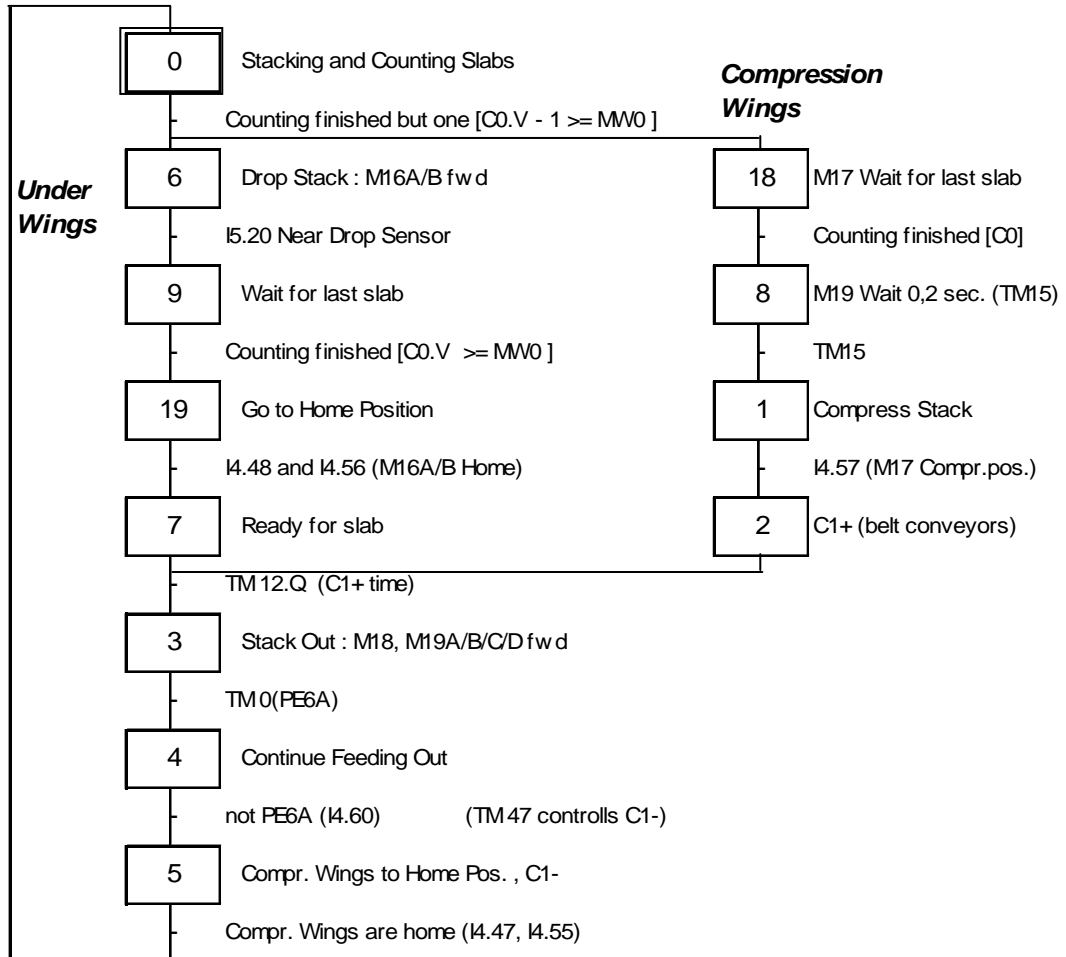 0 Stacking and Counting Slabs
Compression
Wings
Counting finished but one [C0.V - 1 >= MW0 ]
Under
Wings
6 Drop Stack : M16A/B fwd
18 M17 Wait for last slab
I5.20 Near Drop Sensor
Counting finished [C0]
9 Wait for last slab
8 M19 Wait 0,2 sec. (TM15)
Counting finished [C0.V >= MW0 ]
TM15
19 Go to Home Position
1 Compress Stack
I4.48 and I4.56 (M16A/B Home)
I4.57 (M17 Compr.pos.)
7 Ready for slab
2 C1+ (belt conveyors)
TM12.Q (C1+ time)
3 Stack Out : M18, M19A/B/C/D fwd
TM0(PE6A)
4 Continue Feeding Out
not PE6A (I4.60) (TM47 controlls C1-)
5 Compr. Wings to Home Pos. , C1-
Compr. Wings are home (I4.47, I4.55)